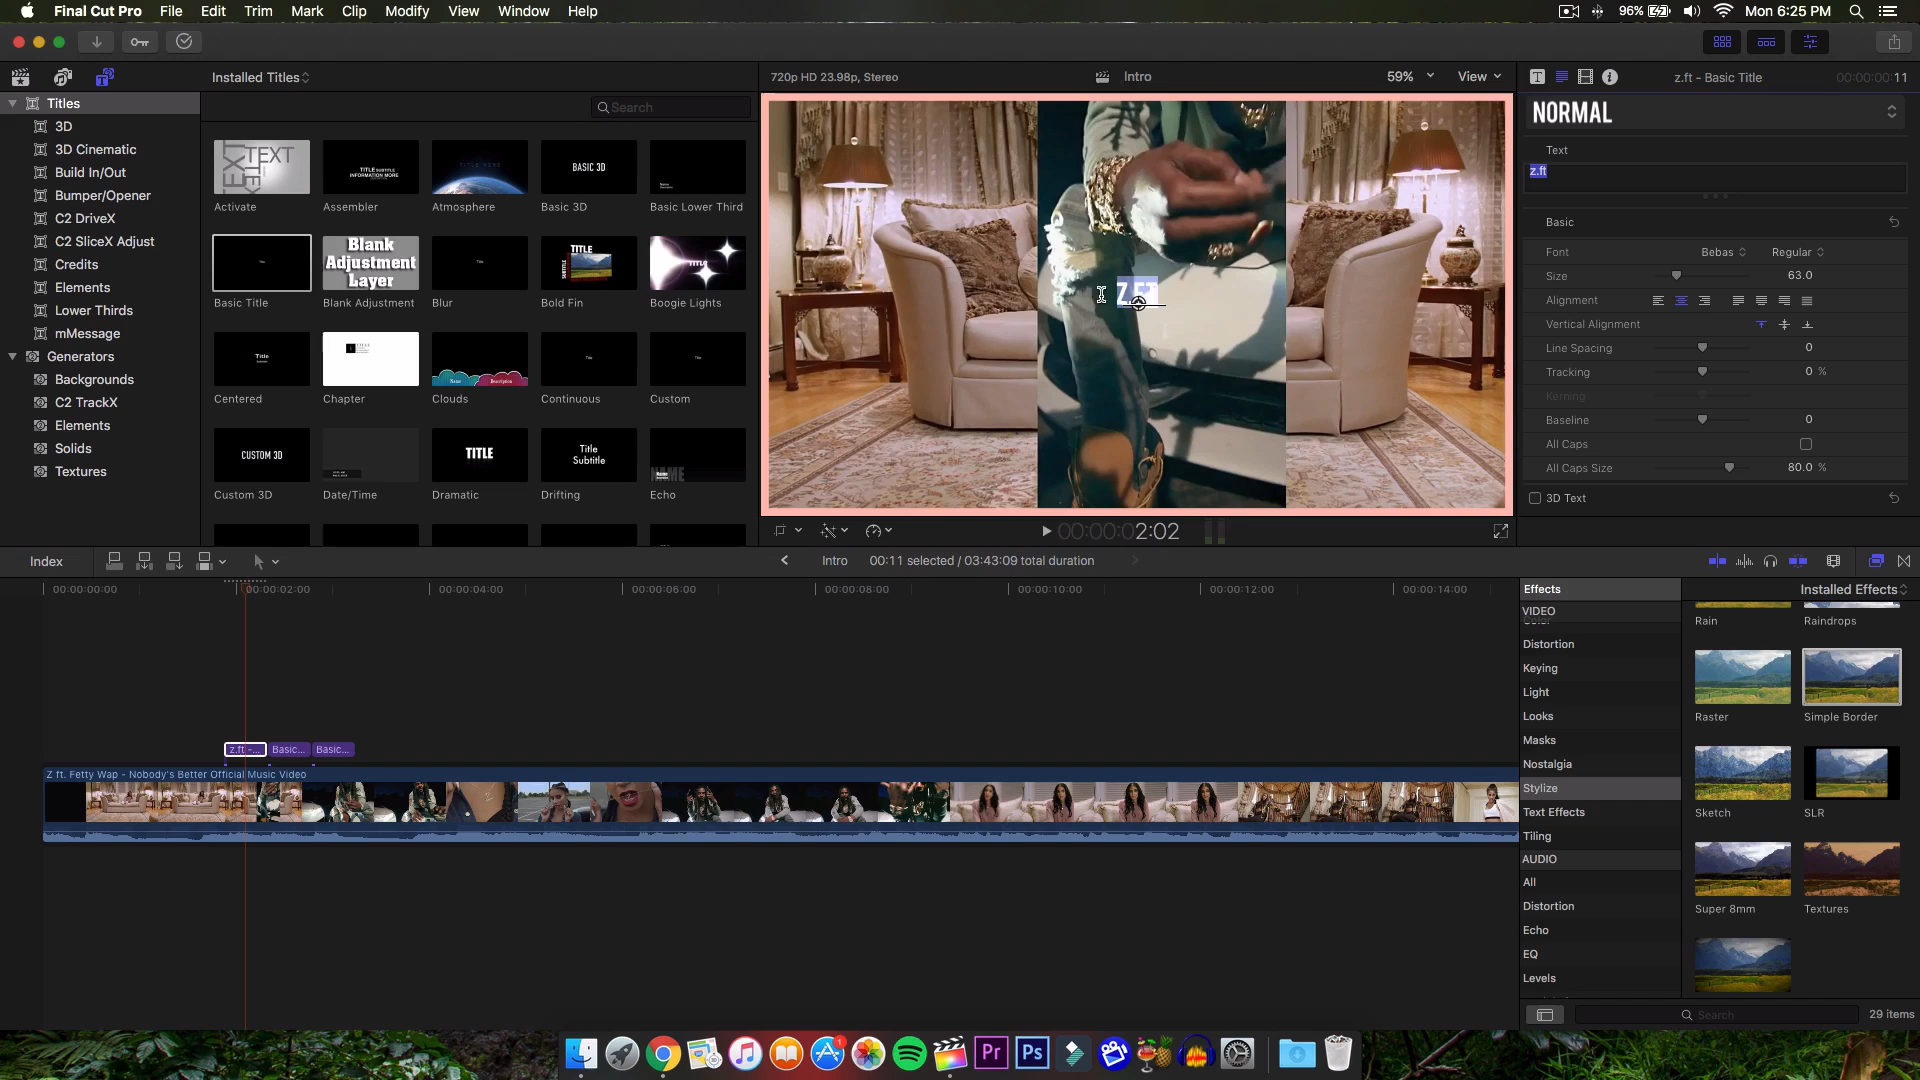 Final Cut Pro File Edit Trim Mark Clip Modify View Window Help
96% Mon 6:25 PM
Installed Titles
720p HD 23.98p, Stereo
Intro
59%
View
z.ft - Basic Title
00:00:00:11
Search
Titles
3D
3D Cinematic
Build In/Out
Bumper/Opener
C2 DriveX
C2 SliceX Adjust
Credits
Elements
Lower Thirds
mMessage
Generators
Backgrounds
C2 TrackX
Elements
Solids
Textures
TEXT
TITLE SUBTITLE
INFORMATION MORE
TITLE HERE
BASIC 3D
Activate
Assembler
Atmosphere
Basic 3D
Basic Lower Third
Blank
Adjustment
Layer
TITLE
SUBTITLE
Basic Title
Blank Adjustment
Blur
Bold Fin
Boogie Lights
Title
Name
Description
Title
Title
Centered
Chapter
Clouds
Continuous
Custom
CUSTOM 3D
TITLE
Title
Subtitle
NAME
Custom 3D
Date/Time
Dramatic
Drifting
Echo
Z.FT
00:00:00:02:02
NORMAL
Text
z.ft
Basic
Font Bebas Regular
Size 63.0
Alignment
Vertical Alignment
Line Spacing 0
Tracking 0 %
Kerning
Baseline 0
All Caps
All Caps Size 80.0 %
3D Text
Index
Intro
00:11 selected / 03:43:09 total duration
00:00:00:00
00:00:02:00
00:00:04:00
00:00:06:00
00:00:08:00
00:00:10:00
00:00:12:00
00:00:14:00
z.ft -...
Basic...
Basic...
Z ft. Fetty Wap - Nobody's Better Official Music Video
Effects
Installed Effects
VIDEO
Color
Distortion
Keying
Light
Looks
Masks
Nostalgia
Stylize
Text Effects
Tiling
AUDIO
All
Distortion
Echo
EQ
Levels
Rain
Raindrops
Raster
Simple Border
Sketch
SLR
Super 8mm
Textures
Search
29 items
1
Pr
Ps